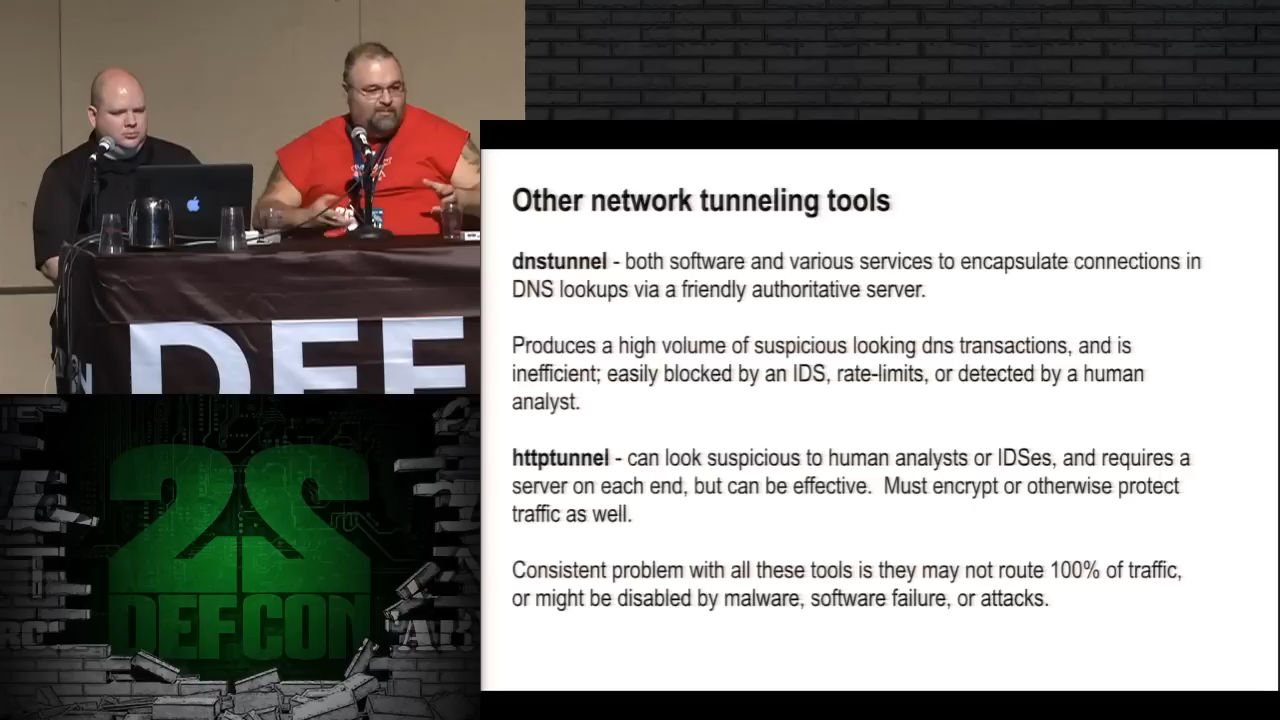 Other network tunneling tools
dnstunnel - both software and various services to encapsulate connections in
DNS lookups via a friendly authoritative server.
Produces a high volume of suspicious looking dns transactions, and is
inefficient; easily blocked by an IDS, rate-limits, or detected by a human
analyst.
httptunnel - can look suspicious to human analysts or IDSes, and requires a
server on each end, but can be effective. Must encrypt or otherwise protect
traffic as well.
Consistent problem with all these tools is they may not route 100% of traffic,
or might be disabled by malware, software failure, or attacks.
DEF
22
DEFCON